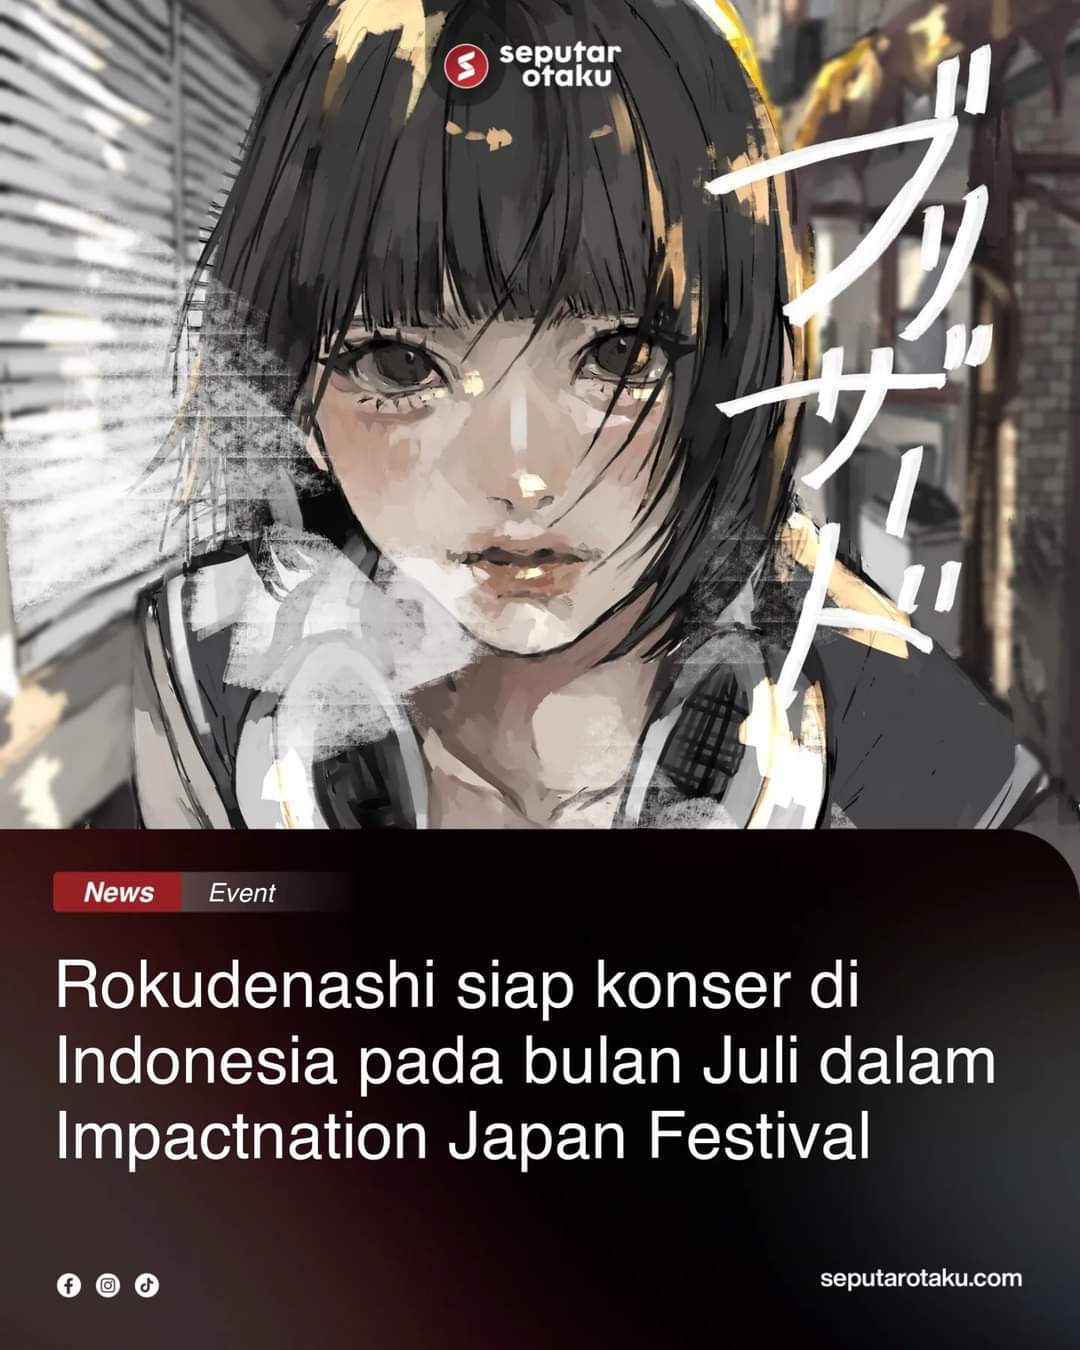 seputar
otaku
ブリザード
News
Event
Rokudenashi siap konser di
Indonesia pada bulan Juli dalam
Impactnation Japan Festival
seputarotaku.com